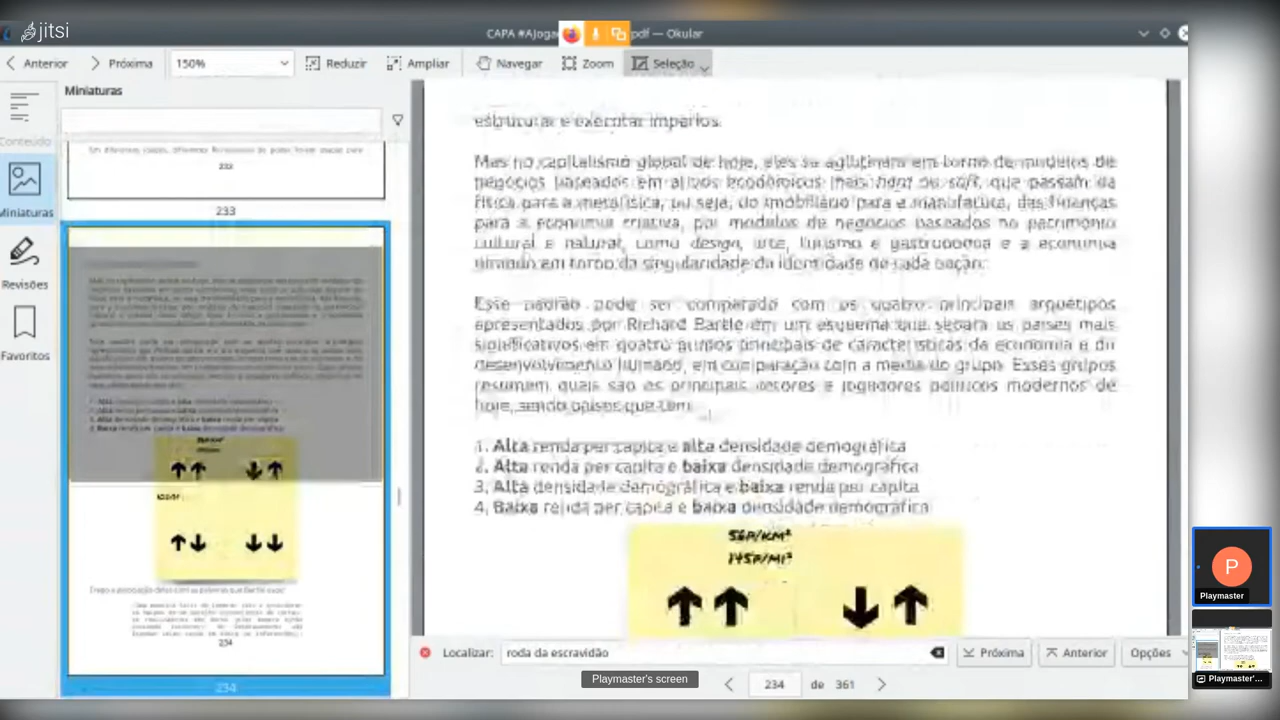 jitsi
CAPA #AJoga
pdf — Okular
Anterior
Próxima
150%
Reduzir
Ampliar
Navegar
Zoom
Seleção
Conteúdo
Miniaturas
Revisões
Favoritos
Miniaturas
233
233
234
234
estruturar e executar impérios.
Mas no capitalismo global de hoje, eles se aglutinam em torno de modelos de
negócios baseados em ativos econômicos mais hard ou soft, que passam da
física para a metafísica, ou seja, do imobiliário para a manufatura, das finanças
para a economia criativa, por modelos de negócios baseados no patrimônio
cultural e natural, como design, arte, turismo e gastronomia e a economia
girando em torno da singularidade da identidade de cada nação.
Esse padrão pode ser comparado com os quatro principais arquétipos
apresentados por Richard Bartle em um esquema que separa os países mais
significativos em quatro grupos principais de características da economia e do
desenvolvimento humano, em comparação com a média do grupo. Esses grupos
resumem quais são os principais atores e jogadores políticos modernos de
hoje, sendo países que têm
1. Alta renda per capita e alta densidade demográfica
2. Alta renda per capita e baixa densidade demográfica
3. Alta densidade demográfica e baixa renda per capita
4. Baixa renda per capita e baixa densidade demográfica
56P/KM²
145P/MI²
Localizar:
roda da escravidão
Próxima
Anterior
Opções
Playmaster's screen
234
de
361
P
Playmaster
Playmaster'...